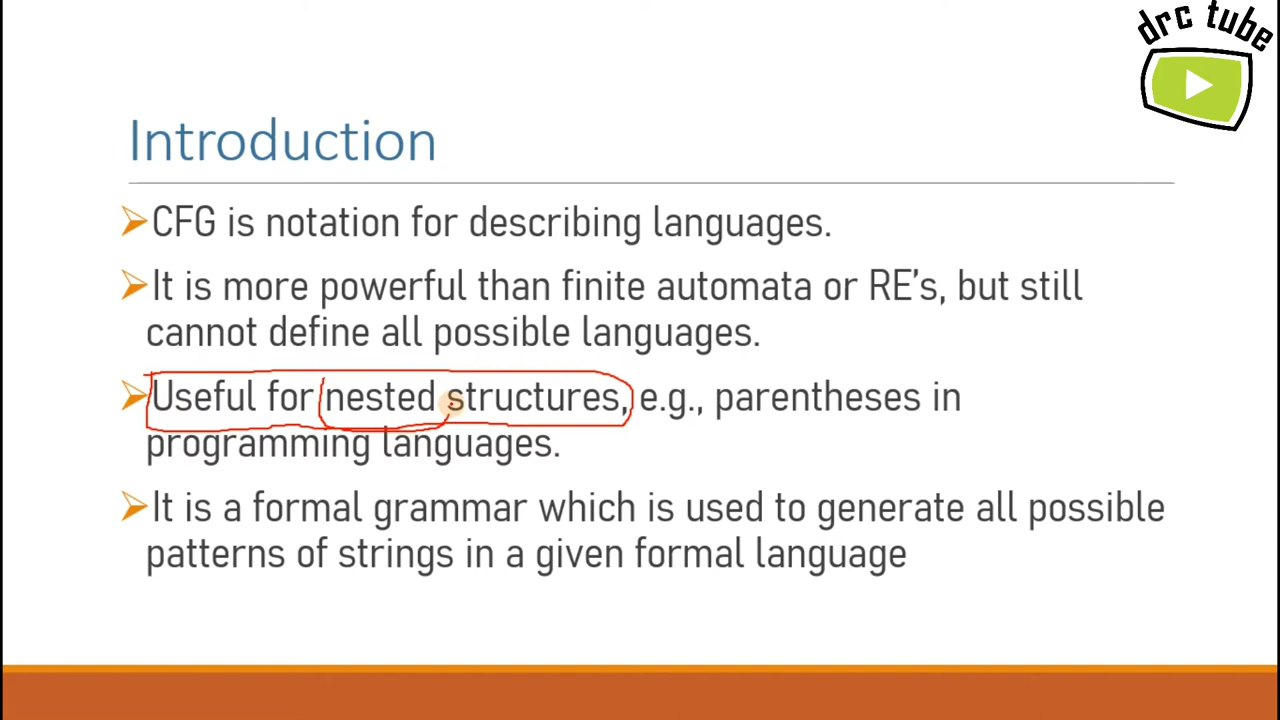 drc tube
Introduction
CFG is notation for describing languages.
It is more powerful than finite automata or RE's, but still
cannot define all possible languages.
Useful for nested structures, e.g., parentheses in
programming languages.
It is a formal grammar which is used to generate all possible
patterns of strings in a given formal language